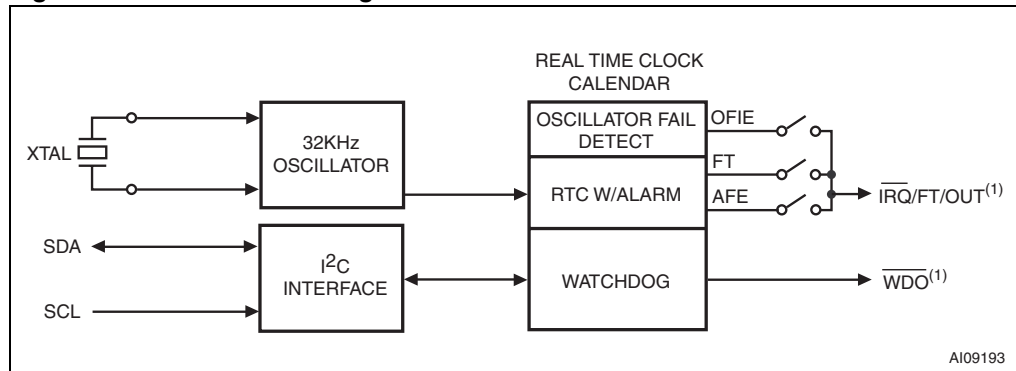 REAL TIME CLOCK
CALENDAR
XTAL
32KHz
OSCILLATOR
OSCILLATOR FAIL
DETECT
OFIE
RTC W/ALARM
FT
AFE
IRQ/FT/OUT(1)
SDA
SCL
I2C
INTERFACE
WATCHDOG
WDO(1)
AI09193